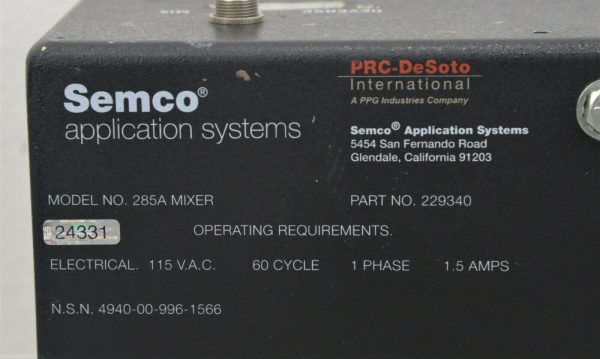 REVERSE
MIX
Semco®
application systems
PRC-DeSoto
International
A PPG Industries Company
Semco® Application Systems
5454 San Fernando Road
Glendale, California 91203
MODEL NO. 285A MIXER
PART NO. 229340
24331
OPERATING REQUIREMENTS.
ELECTRICAL. 115 V.A.C. 60 CYCLE 1 PHASE 1.5 AMPS
N.S.N. 4940-00-996-1566